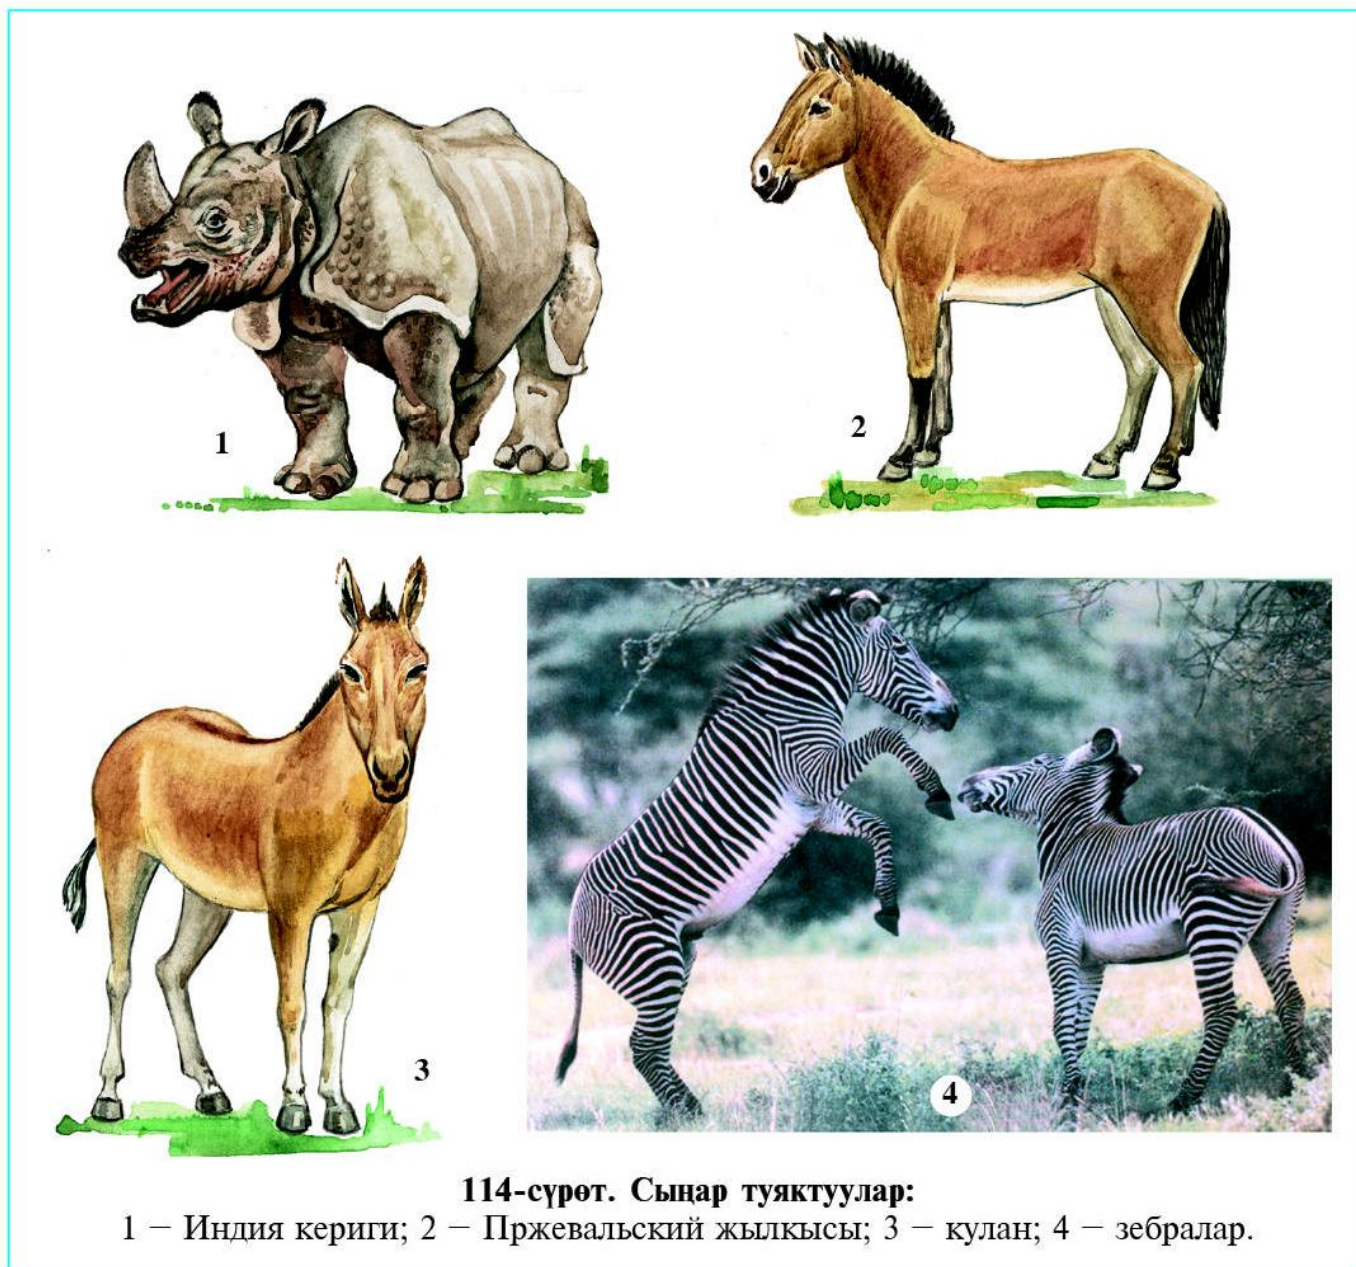 1
2
3
4
114-сүрөт. Сыңар туяктуулар:
1 — Индия кериги; 2 — Пржевальский жылкысы; 3 — кулан; 4 — зебралар.